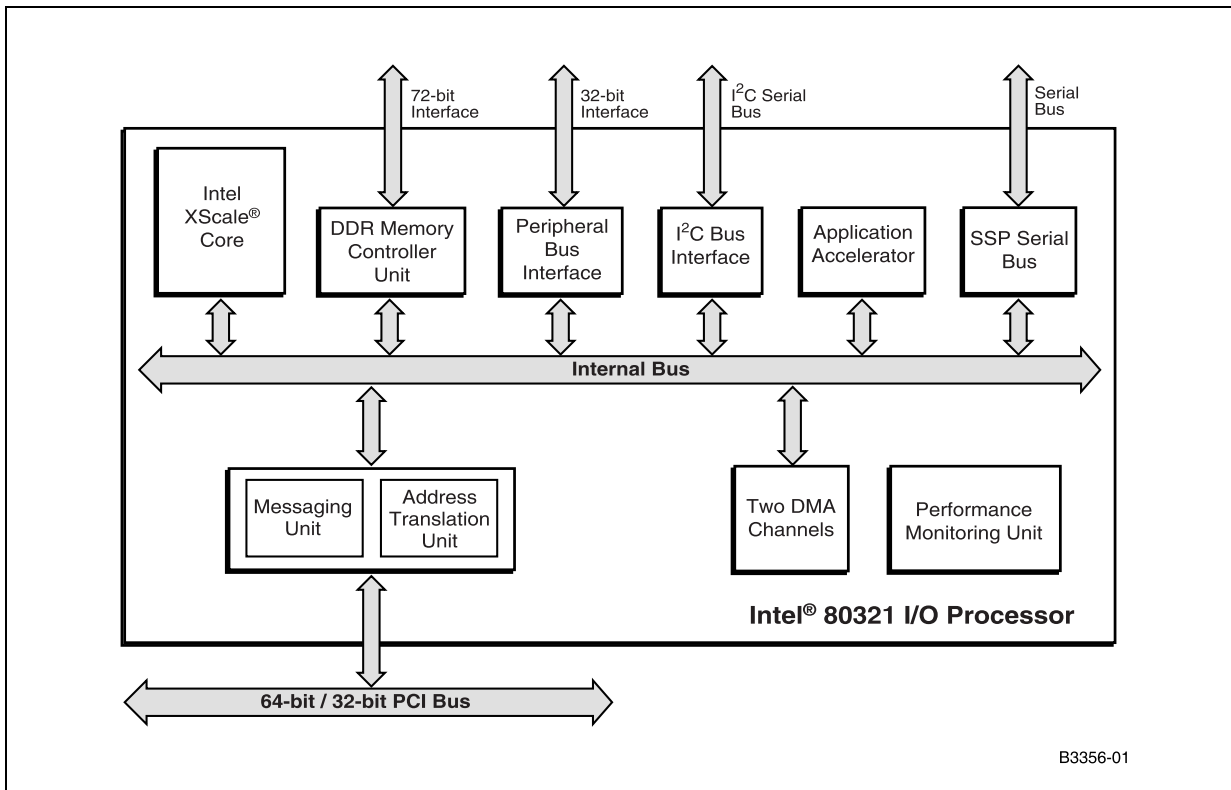 72-bit
Interface
32-bit
Interface
I²C Serial
Bus
Serial
Bus
Intel
XScale®
Core
DDR Memory
Controller
Unit
Peripheral
Bus
Interface
I²C Bus
Interface
Application
Accelerator
SSP Serial
Bus
Internal Bus
Messaging
Unit
Address
Translation
Unit
Two DMA
Channels
Performance
Monitoring Unit
Intel® 80321 I/O Processor
64-bit / 32-bit PCI Bus
B3356-01